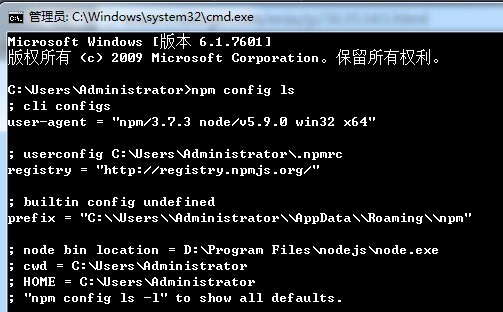 管理员: C:\Windows\system32\cmd.exe
Microsoft Windows [版本 6.1.7601]
版权所有 (c) 2009 Microsoft Corporation。保留所有权利。
C:\Users\Administrator>npm config ls
; cli configs
user-agent = "npm/3.7.3 node/v5.9.0 win32 x64"
; userconfig C:\Users\Administrator\.npmrc
registry = "http://registry.npmjs.org/"
; builtin config undefined
prefix = "C:\\Users\\Administrator\\AppData\\Roaming\\npm"
; node bin location = D:\Program Files\nodejs\node.exe
; cwd = C:\Users\Administrator
; HOME = C:\Users\Administrator
; "npm config ls -l" to show all defaults.